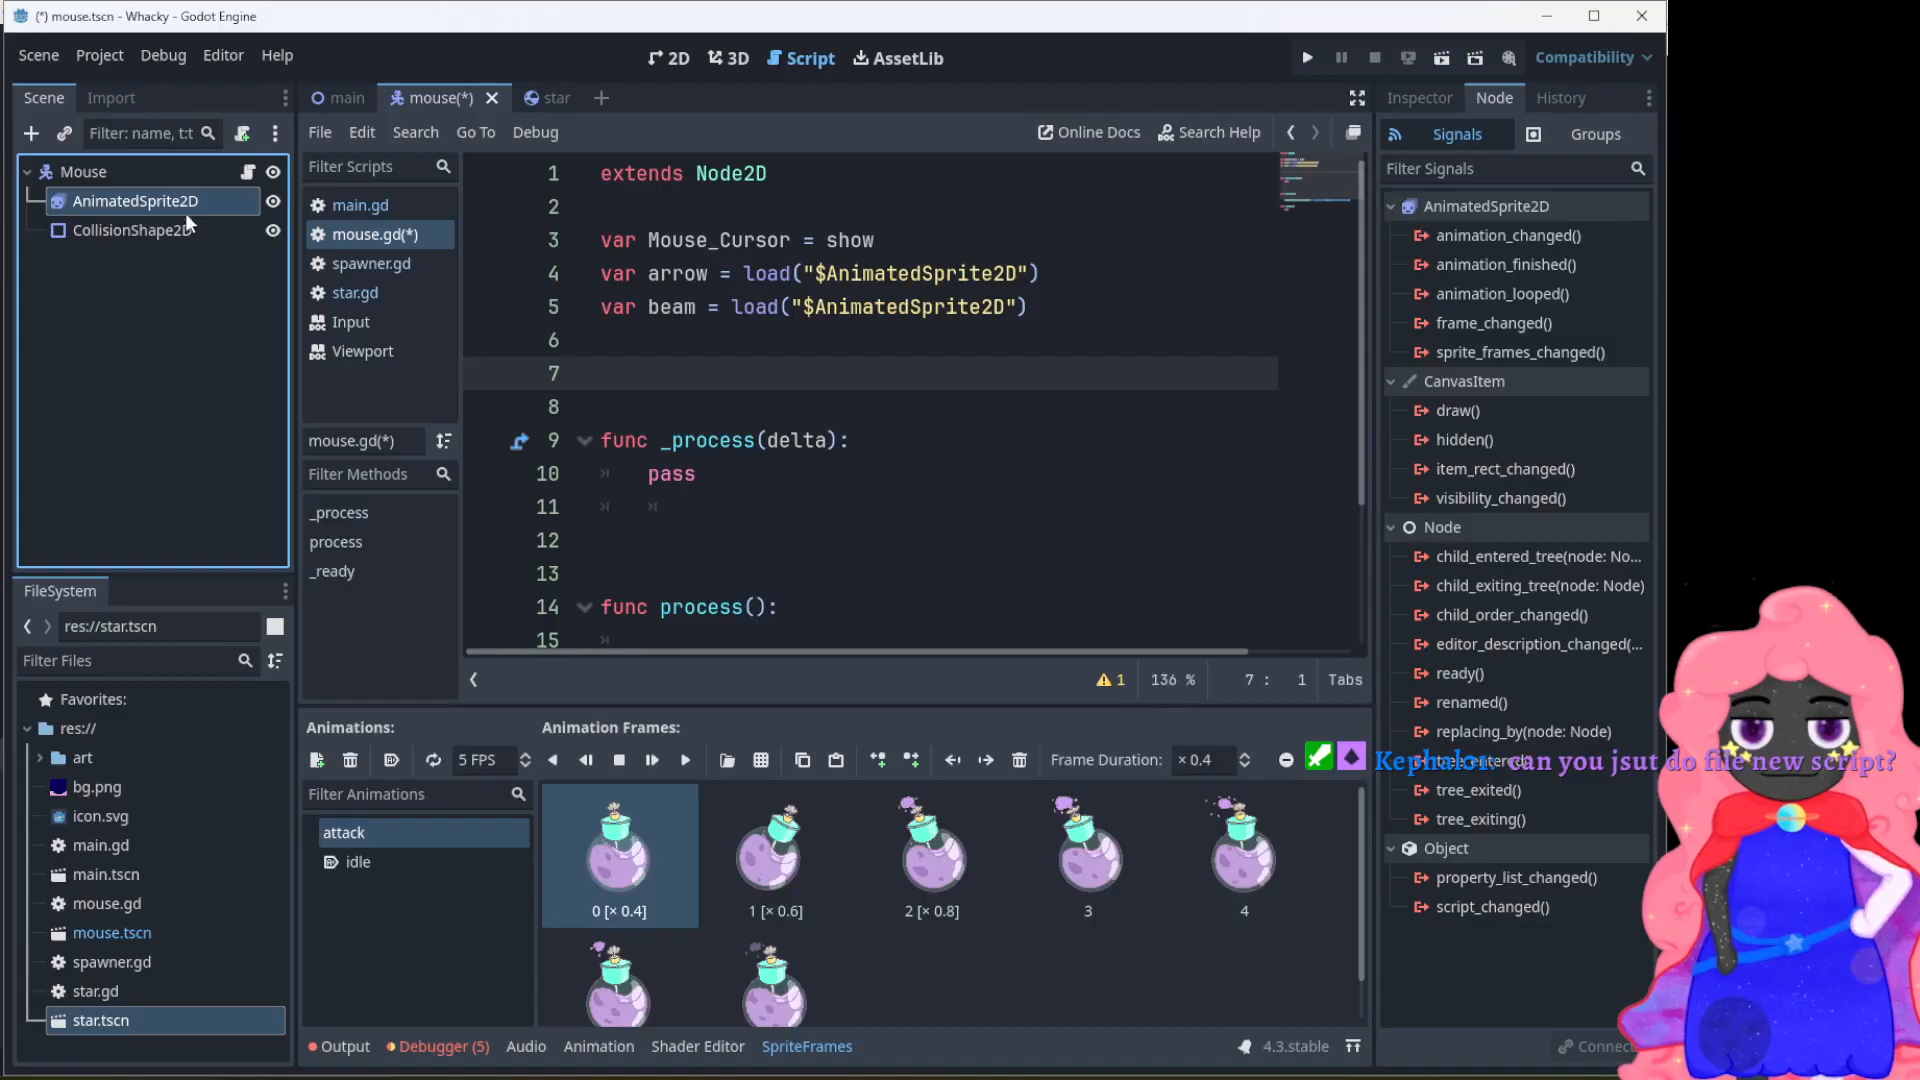 (*) mouse.tscn - Whacky - Godot Engine
Scene Project Debug Editor Help
2D 3D Script AssetLib
Compatibility
Scene Import
main mouse(*) star
Inspector Node History
Filter: name, t:t
File Edit Search Go To Debug
Online Docs Search Help
Signals Groups
Mouse
AnimatedSprite2D
CollisionShape2D
Filter Scripts
main.gd
mouse.gd(*)
spawner.gd
star.gd
Input
Viewport
mouse.gd(*)
Filter Methods
_process
process
_ready
1 extends Node2D
2
3 var Mouse_Cursor = show
4 var arrow = load("$AnimatedSprite2D")
5 var beam = load("$AnimatedSprite2D")
6
7
8
9 func _process(delta):
10 pass
11
12
13
14 func process():
15
1 136 % 7 : 1 Tabs
Filter Signals
AnimatedSprite2D
animation_changed()
animation_finished()
animation_looped()
frame_changed()
sprite_frames_changed()
CanvasItem
draw()
hidden()
item_rect_changed()
visibility_changed()
Node
child_entered_tree(node: No...
child_exiting_tree(node: Node)
child_order_changed()
editor_description_changed(...
ready()
renamed()
replacing_by(node: Node)
Kephalor: can you jsut do file new script?
tree_exited()
tree_exiting()
Object
property_list_changed()
script_changed()
Connect
FileSystem
res://star.tscn
Filter Files
Favorites:
res://
art
bg.png
icon.svg
main.gd
main.tscn
mouse.gd
mouse.tscn
spawner.gd
star.gd
star.tscn
Animations:
5 FPS
Filter Animations
attack
idle
Animation Frames:
Frame Duration: × 0.4
0 [× 0.4] 1 [× 0.6] 2 [× 0.8] 3 4
Output Debugger (5) Audio Animation Shader Editor SpriteFrames
4.3.stable